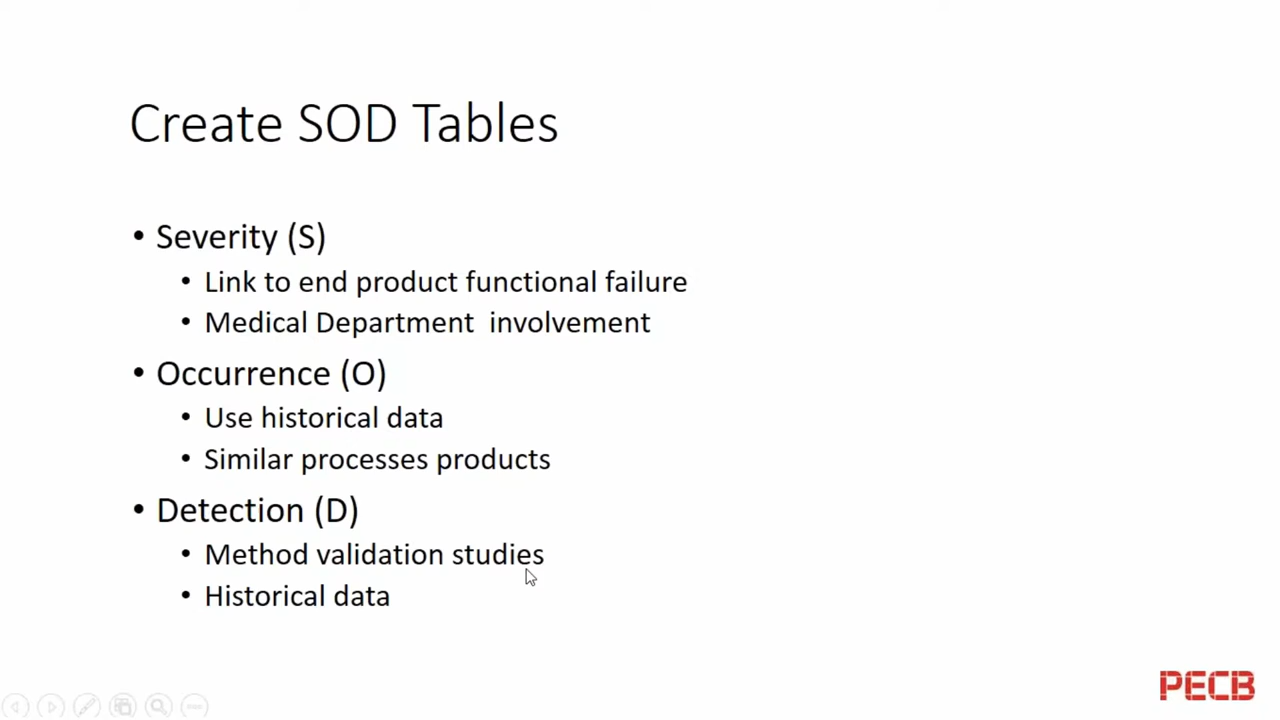 Create SOD Tables
• Severity (S)
• Link to end product functional failure
• Medical Department  involvement
• Occurrence (O)
• Use historical data
• Similar processes products
• Detection (D)
• Method validation studies
• Historical data
PECB